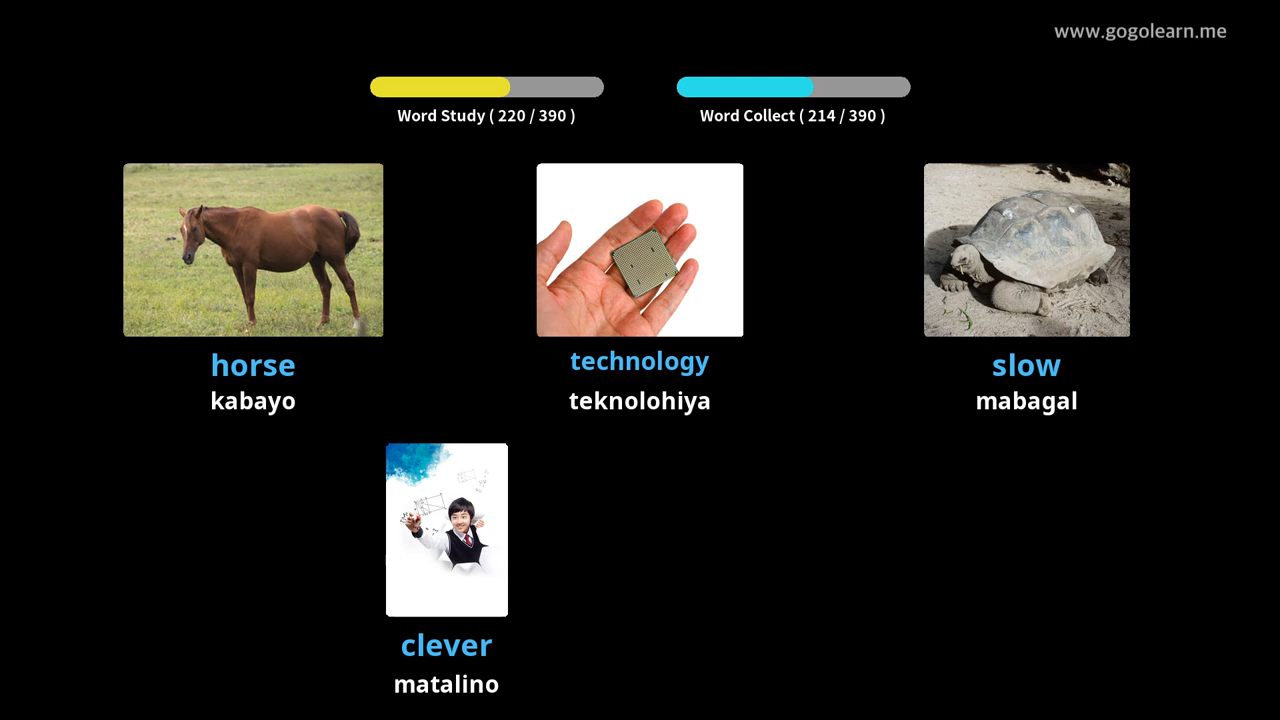 www.gogolearn.me
Word Study ( 220 / 390 )
Word Collect ( 214 / 390 )
horse
kabayo
technology
teknolohiya
slow
mabagal
clever
matalino